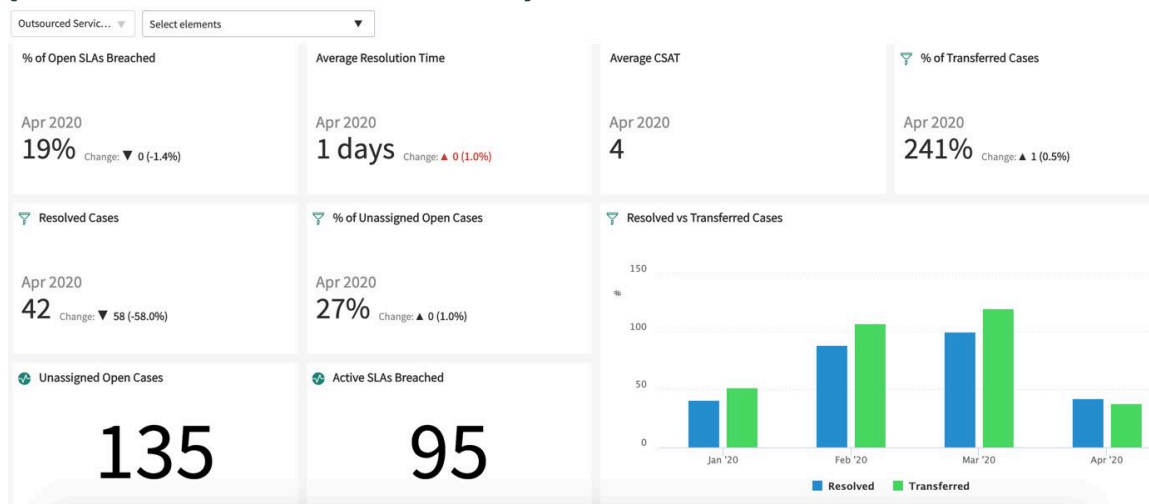 Outsourced Servic... ▼ Select elements ▼
% of Open SLAs Breached
Apr 2020
19% Change: ▼ 0 (-1.4%)
Average Resolution Time
Apr 2020
1 days Change: ▲ 0 (1.0%)
Average CSAT
Apr 2020
4
% of Transferred Cases
Apr 2020
241% Change: ▲ 1 (0.5%)
Resolved Cases
Apr 2020
42 Change: ▼ 58 (-58.0%)
% of Unassigned Open Cases
Apr 2020
27% Change: ▲ 0 (1.0%)
Resolved vs Transferred Cases
#
150
100
50
0
Jan '20 Feb '20 Mar '20 Apr '20
Resolved Transferred
Unassigned Open Cases
135
Active SLAs Breached
95